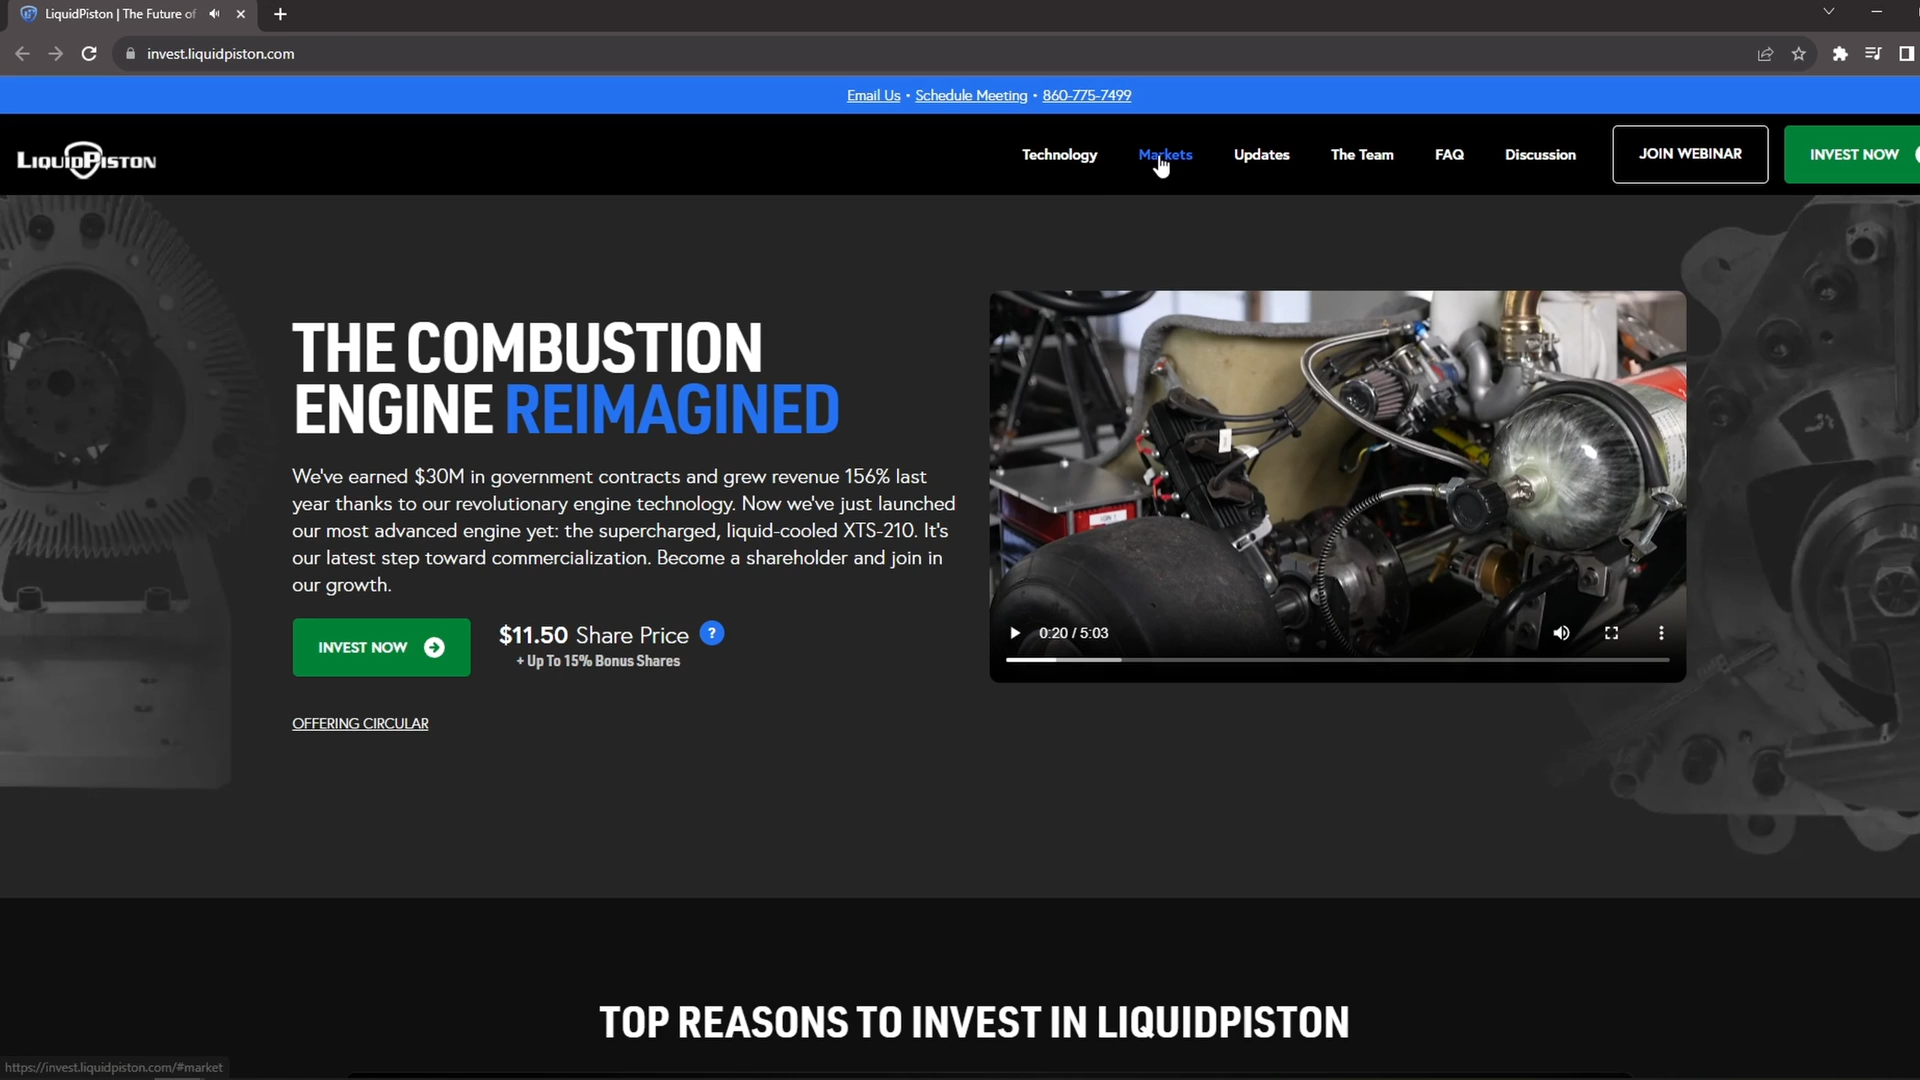 LiquidPiston | The Future of
invest.liquidpiston.com
Email Us • Schedule Meeting • 860-775-7499
LIQUIDPISTON
Technology
Markets
Updates
The Team
FAQ
Discussion
JOIN WEBINAR
INVEST NOW
THE COMBUSTION
ENGINE REIMAGINED
We've earned $30M in government contracts and grew revenue 156% last
year thanks to our revolutionary engine technology. Now we've just launched
our most advanced engine yet: the supercharged, liquid-cooled XTS-210. It's
our latest step toward commercialization. Become a shareholder and join in
our growth.
INVEST NOW
$11.50 Share Price ?
+ Up To 15% Bonus Shares
OFFERING CIRCULAR
0:20 / 5:03
TOP REASONS TO INVEST IN LIQUIDPISTON
https://invest.liquidpiston.com/#market